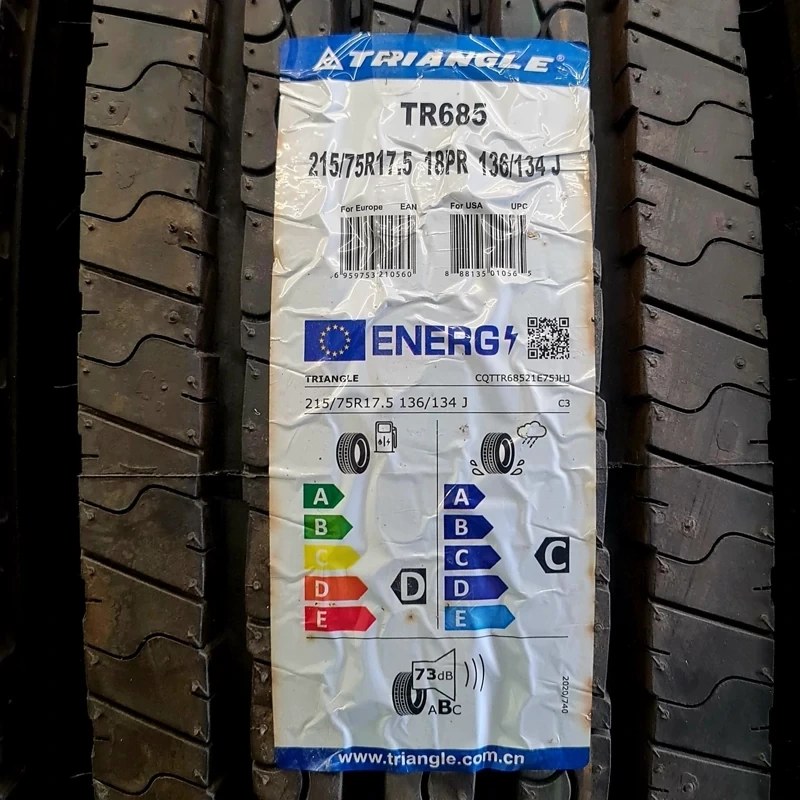 TRIANGLE®
TR685
215/75R17.5 18PR 136/134 J
For Europe EAN For USA UPC
6 959753 210560 8 88135 01056 5
ENERG
TRIANGLE CQTTR68521E75JHJ
215/75R17.5 136/134 J C3
A A
B B
C C C
D D D
E E
73dB
ABC
2020/740
www.triangle.com.cn